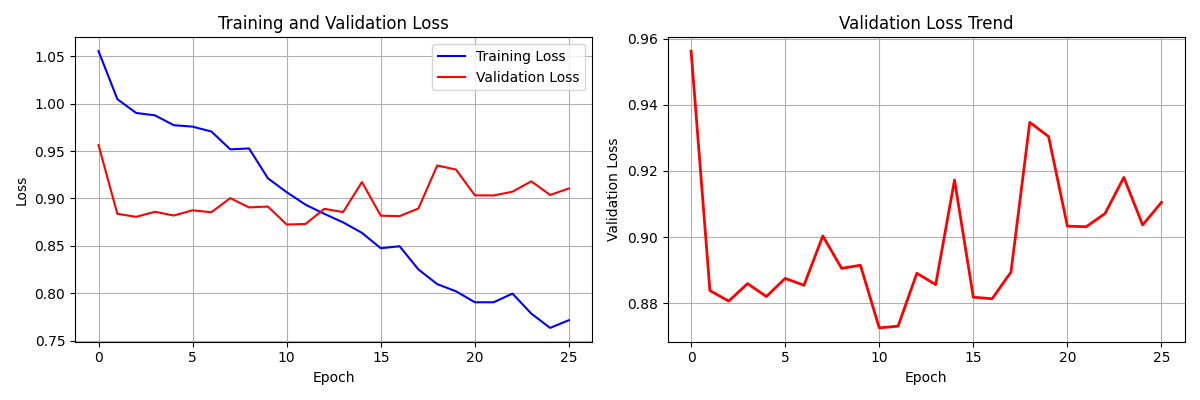 Training and Validation Loss
Training Loss
Validation Loss
1.05
1.00
0.95
0.90
0.85
0.80
0.75
Loss
0 5 10 15 20 25
Epoch
Validation Loss Trend
0.96
0.94
0.92
0.90
0.88
Validation Loss
0 5 10 15 20 25
Epoch